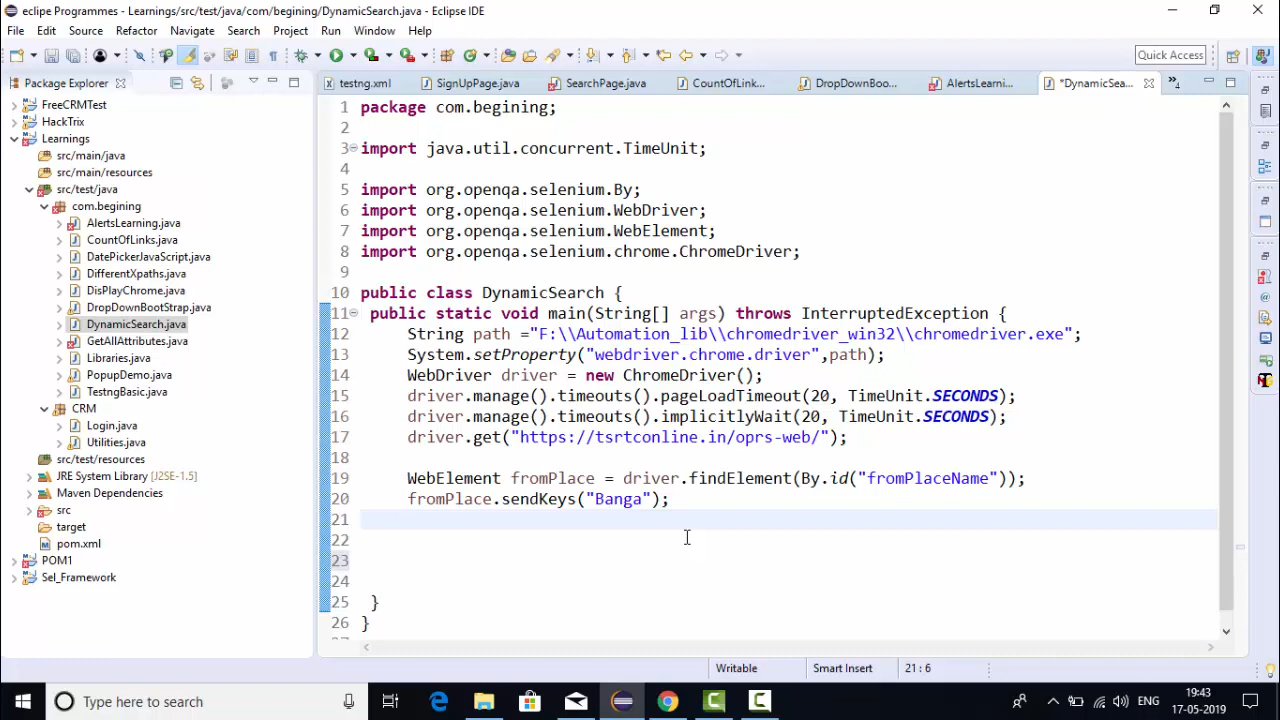 eclipe Programmes - Learnings/src/test/java/com/begining/DynamicSearch.java - Eclipse IDE
File Edit Source Refactor Navigate Search Project Run Window Help
Quick Access
Package Explorer
FreeCRMTest
HackTrix
Learnings
src/main/java
src/main/resources
src/test/java
com.begining
AlertsLearning.java
CountOfLinks.java
DatePickerJavaScript.java
DifferentXpaths.java
DisPlayChrome.java
DropDownBootStrap.java
DynamicSearch.java
GetAllAttributes.java
Libraries.java
PopupDemo.java
TestngBasic.java
CRM
Login.java
Utilities.java
src/test/resources
JRE System Library [J2SE-1.5]
Maven Dependencies
src
target
pom.xml
POM1
Sel_Framework
testng.xml SignUpPage.java SearchPage.java CountOfLink... DropDownBoo... AlertsLearni... *DynamicSea... »4
1 package com.begining;
2
3 import java.util.concurrent.TimeUnit;
4
5 import org.openqa.selenium.By;
6 import org.openqa.selenium.WebDriver;
7 import org.openqa.selenium.WebElement;
8 import org.openqa.selenium.chrome.ChromeDriver;
9
10 public class DynamicSearch {
11 public static void main(String[] args) throws InterruptedException {
12 String path ="F:\\Automation_lib\\chromedriver_win32\\chromedriver.exe";
13 System.setProperty("webdriver.chrome.driver",path);
14 WebDriver driver = new ChromeDriver();
15 driver.manage().timeouts().pageLoadTimeout(20, TimeUnit.SECONDS);
16 driver.manage().timeouts().implicitlyWait(20, TimeUnit.SECONDS);
17 driver.get("https://tsrtconline.in/oprs-web/");
18
19 WebElement fromPlace = driver.findElement(By.id("fromPlaceName"));
20 fromPlace.sendKeys("Banga");
21
22
23
24
25 }
26 }
Writable Smart Insert 21 : 6
Type here to search
ENG
19:43
17-05-2019